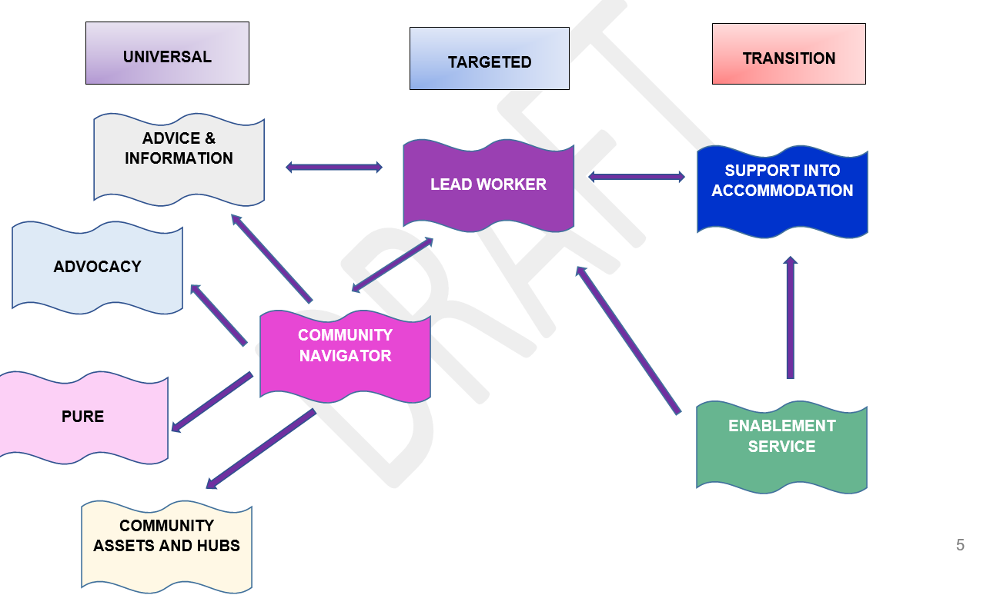 UNIVERSAL
TARGETED
TRANSITION
ADVICE &
INFORMATION
LEAD WORKER
SUPPORT INTO
ACCOMMODATION
ADVOCACY
COMMUNITY
NAVIGATOR
PURE
ENABLEMENT
SERVICE
COMMUNITY
ASSETS AND HUBS
DRAFT
5